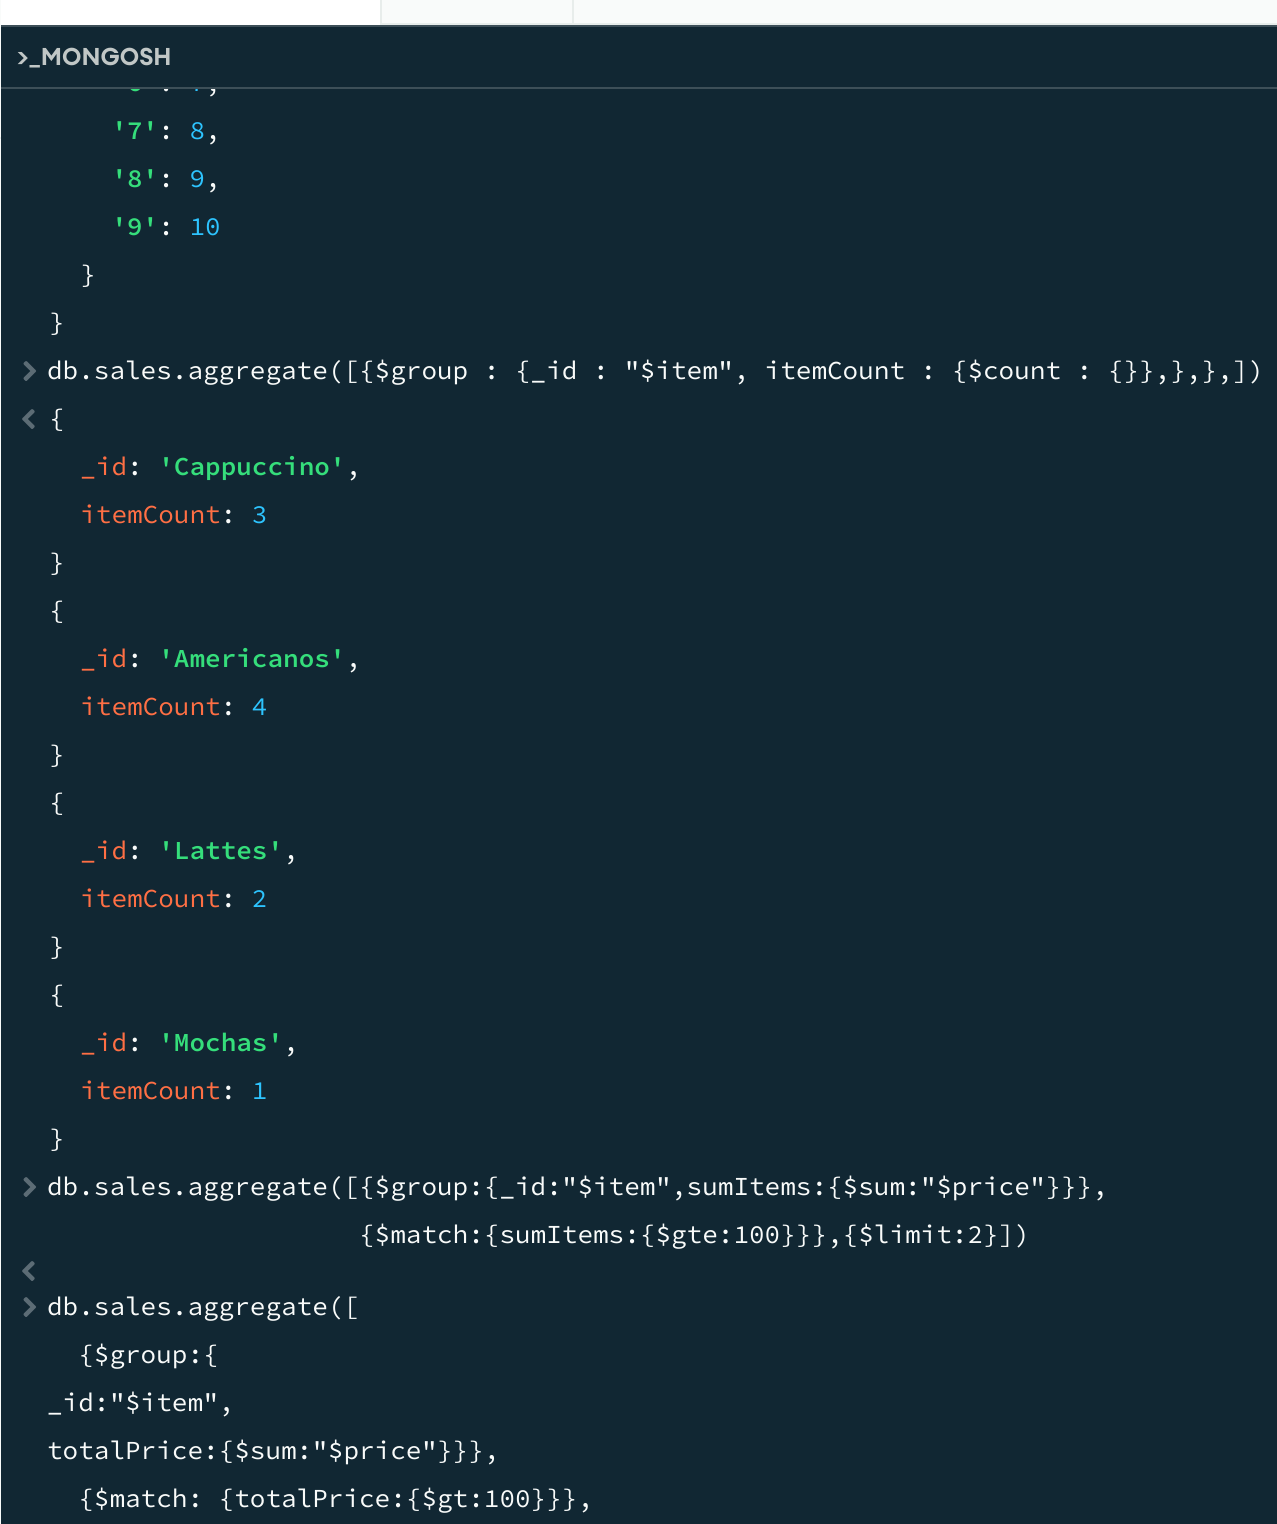 >_MONGOSH
'7': 8,
'8': 9,
'9': 10
}
}
> db.sales.aggregate([{$group : {_id : "$item", itemCount : {$count : {}},},},])
< {
_id: 'Cappuccino',
itemCount: 3
}
{
_id: 'Americanos',
itemCount: 4
}
{
_id: 'Lattes',
itemCount: 2
}
{
_id: 'Mochas',
itemCount: 1
}
> db.sales.aggregate([{$group:{_id:"$item",sumItems:{$sum:"$price"}}},
{$match:{sumItems:{$gte:100}}},{$limit:2}])
<
> db.sales.aggregate([
{$group:{
_id:"$item",
totalPrice:{$sum:"$price"}}},
{$match: {totalPrice:{$gt:100}}},